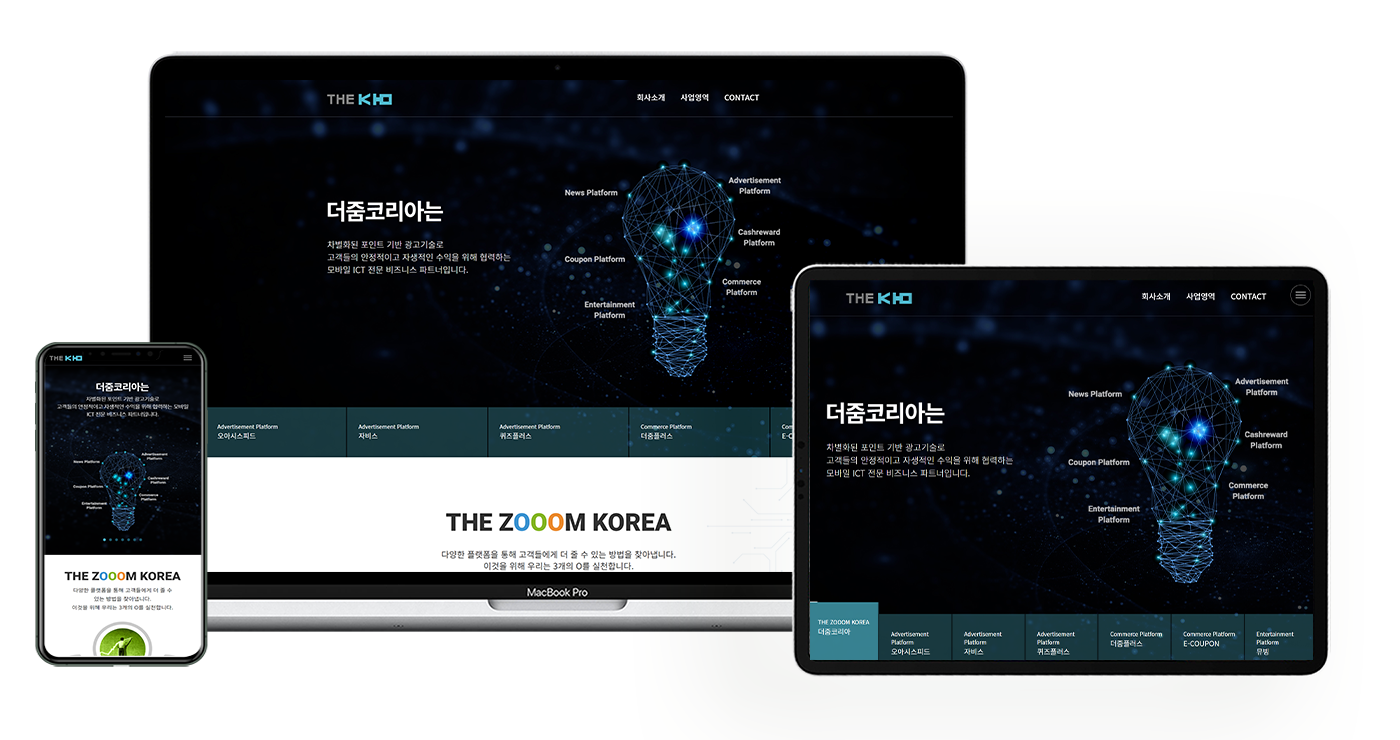 THE
회사소개 사업영역 CONTACT
더줌코리아는
차별화된 포인트 기반 광고기술로
고객들의 안정적이고 자생적인 수익을 위해 협력하는
모바일 ICT 전문 비즈니스 파트너입니다.
News Platform
Advertisement
Platform
Cashreward
Platform
Coupon Platform
Commerce
Platform
Entertainment
Platform
Advertisement Platform
오아시스피드
Advertisement Platform
자비스
Advertisement Platform
퀴즈플러스
Commerce Platform
더줌플러스
THE ZOOOM KOREA
다양한 플랫폼을 통해 고객들에게 더 줄 수 있는 방법을 찾아냅니다.
이것을 위해 우리는 3개의 O를 실천합니다.
MacBook Pro
THE
더줌코리아는
차별화된 포인트 기반 광고기술로
고객들의 안정적이고 자생적인 수익을 위해 협력하는 모바일
ICT 전문 비즈니스 파트너입니다.
News Platform
Advertisement
Platform
Cashreward
Platform
Coupon Platform
Commerce
Platform
Entertainment
Platform
THE ZOOOM KOREA
다양한 플랫폼을 통해 고객들에게 더 줄 수
있는 방법을 찾아냅니다.
이것을 위해 우리는 3개의 O를 실천합니다.
THE
회사소개 사업영역 CONTACT
더줌코리아는
차별화된 포인트 기반 광고기술로
고객들의 안정적이고 자생적인 수익을 위해 협력하는
모바일 ICT 전문 비즈니스 파트너입니다.
News Platform
Advertisement
Platform
Cashreward
Platform
Coupon Platform
Commerce
Platform
Entertainment
Platform
THE ZOOOM KOREA
더줌코리아
Advertisement
Platform
오아시스피드
Advertisement
Platform
자비스
Advertisement
Platform
퀴즈플러스
Commerce Platform
더줌플러스
Commerce Platform
E-COUPON
Entertainment
Platform
뮤빙